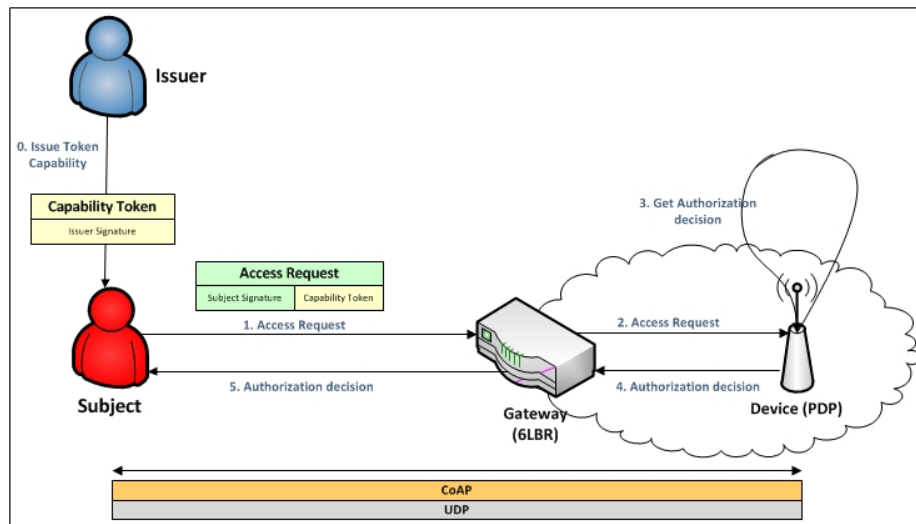 Issuer
0. Issue Token
Capability
Capability Token
Issuer Signature
3. Get Authorization
decision
Access Request
Subject Signature
Capability Token
1. Access Request
2. Access Request
5. Authorization decision
4. Authorization decision
Subject
Gateway
(6LBR)
Device (PDP)
CoAP
UDP